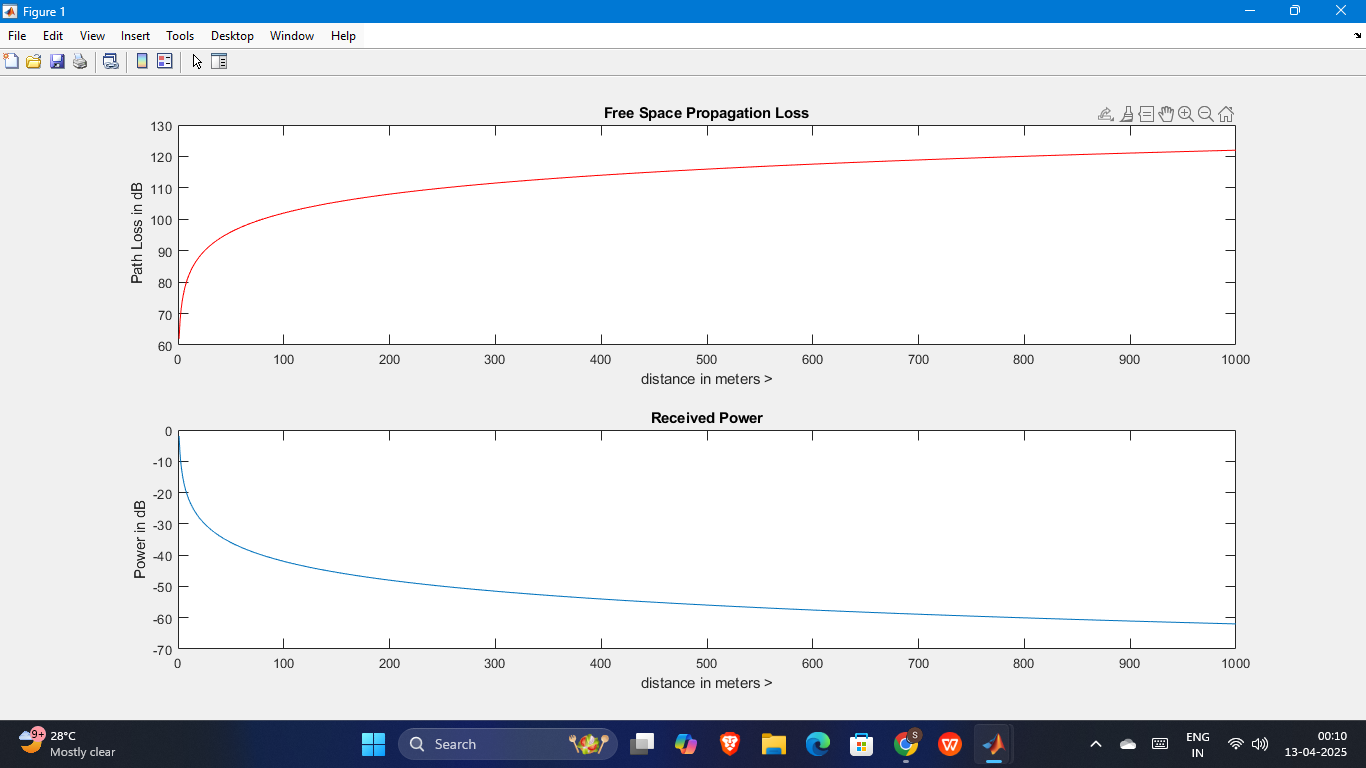 Figure 1
File Edit View Insert Tools Desktop Window Help
Free Space Propagation Loss
130
120
110
100
90
80
70
60
Path Loss in dB
0 100 200 300 400 500 600 700 800 900 1000
distance in meters >
Received Power
0
-10
-20
-30
-40
-50
-60
-70
Power in dB
0 100 200 300 400 500 600 700 800 900 1000
distance in meters >
9+
28°C
Mostly clear
Search
S
W
ENG
IN
00:10
13-04-2025